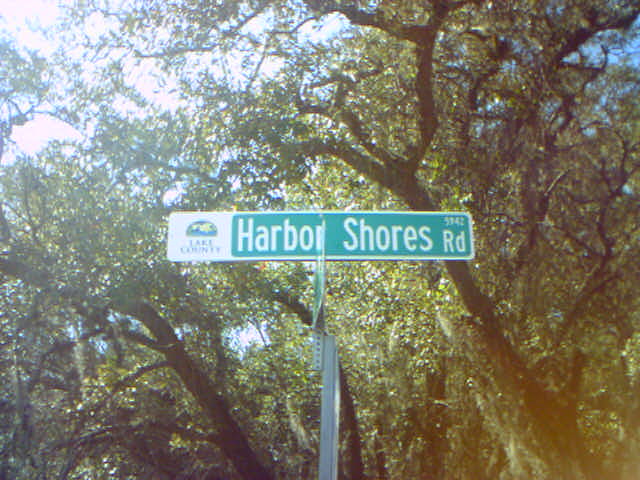 LAKE
COUNTY
Harbor Shores Rd
5942